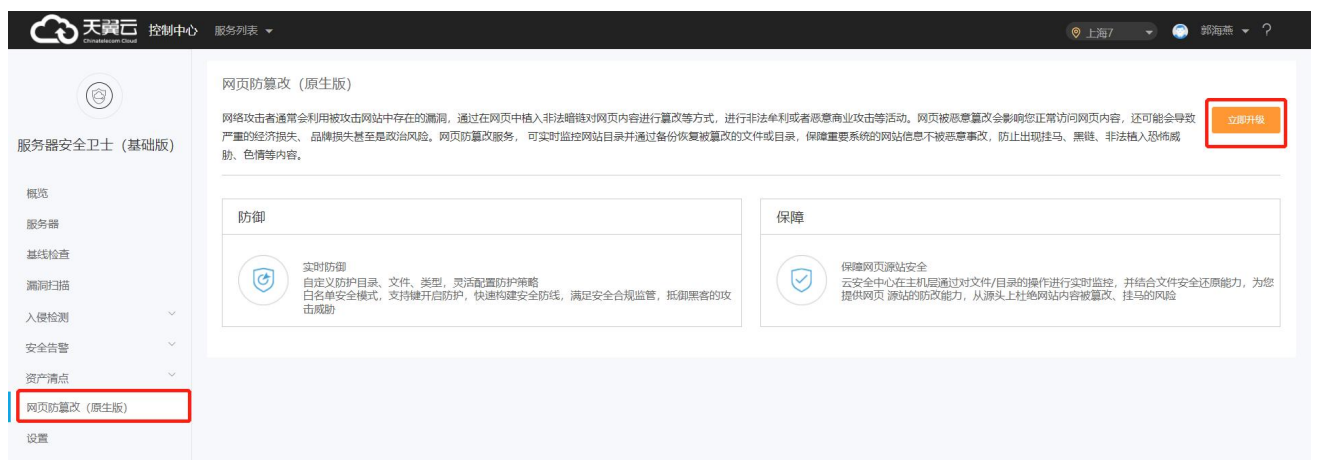 天翼云 控制中心 服务列表 上海7 郭海燕 ?
Chinatelecom Cloud
服务器安全卫士（基础版）
概览
服务器
基线检查
漏洞扫描
入侵检测
安全告警
资产清点
网页防篡改（原生版）
设置
网页防篡改（原生版）
网络攻击者通常会利用被攻击网站中存在的漏洞，通过在网页中植入非法暗链对网页内容进行篡改等方式，进行非法牟利或者恶意商业攻击等活动。网页被恶意篡改会影响您正常访问网页内容，还可能会导致
严重的经济损失、品牌损失甚至是政治风险。网页防篡改服务，可实时监控网站目录并通过备份恢复被篡改的文件或目录，保障重要系统的网站信息不被恶意事改，防止出现挂马、黑链、非法植入恐怖威
胁、色情等内容。
立即升级
防御
实时防御
自定义防护目录、文件、类型，灵活配置防护策略
白名单安全模式，支持键开启防护，快速构建安全防线，满足安全合规监管，抵御黑客的攻
击威胁
保障
保障网页源站安全
云安全中心在主机层通过对文件/目录的操作进行实时监控，并结合文件安全还原能力，为您
提供网页 源站的防改能力，从源头上杜绝网站内容被篡改、挂马的风险